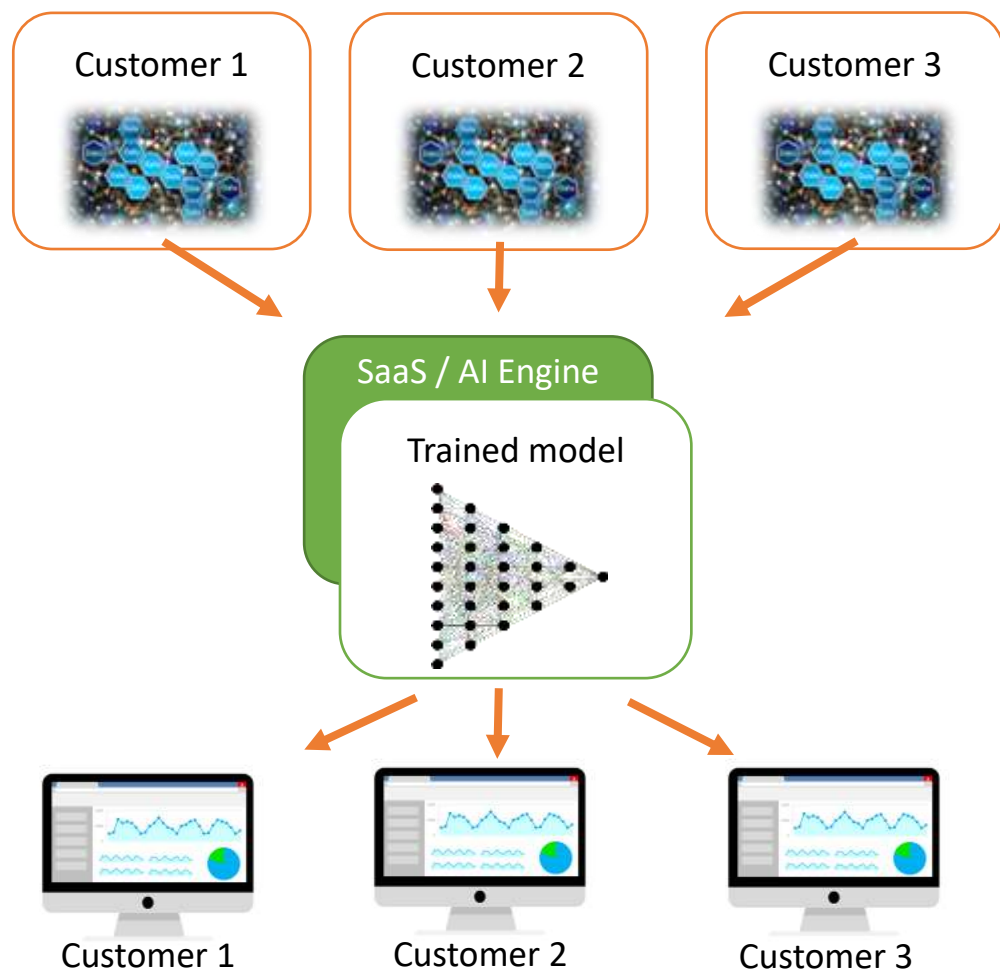 Customer 1
Customer 2
Customer 3
SaaS / AI Engine
Trained model
Customer 1
Customer 2
Customer 3